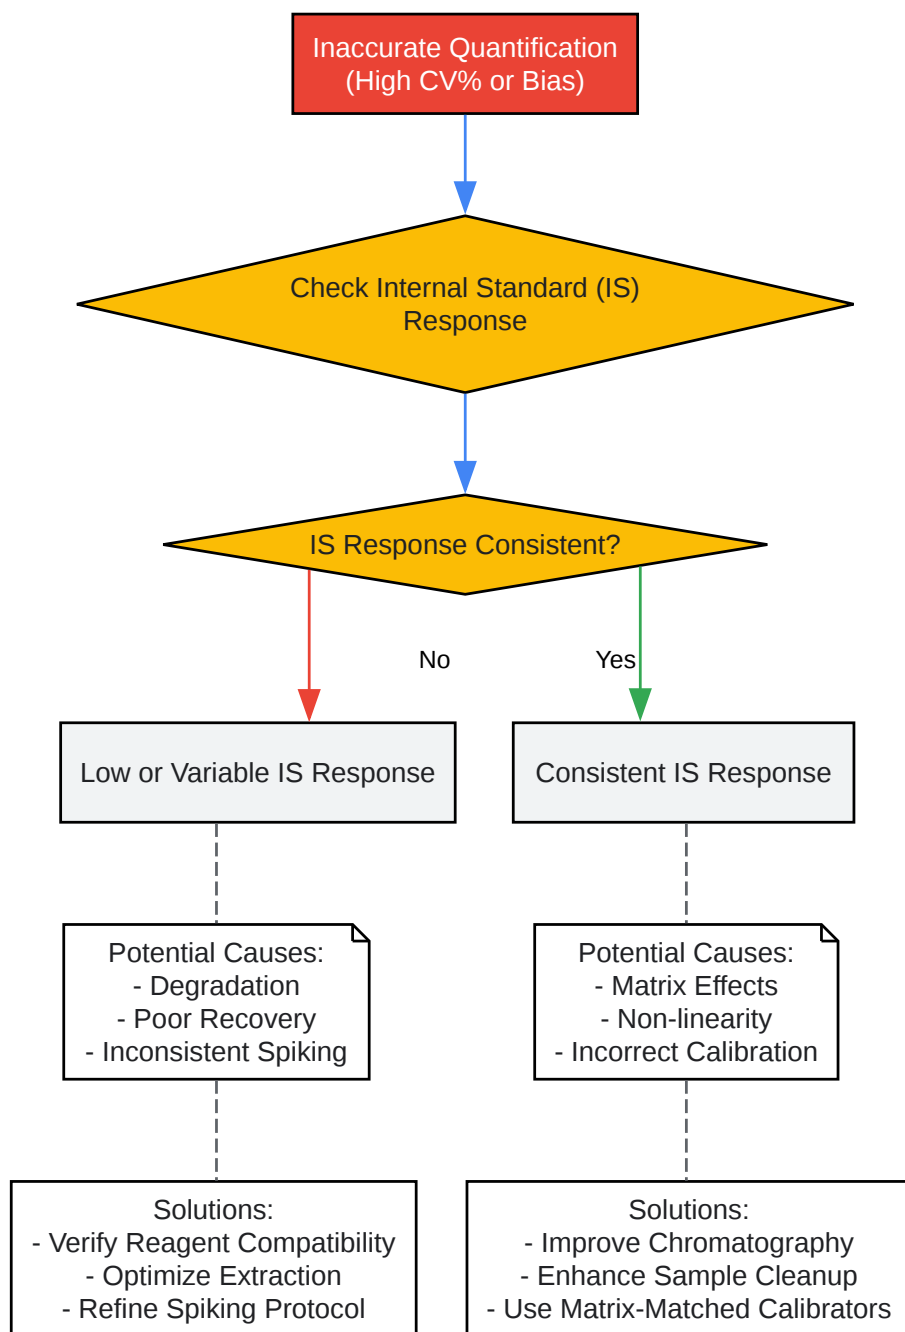 Inaccurate Quantification
(High CV% or Bias)
Check Internal Standard (IS)
Response
IS Response Consistent?
No
Yes
Low or Variable IS Response
Consistent IS Response
Potential Causes:
- Degradation
- Poor Recovery
- Inconsistent Spiking
Potential Causes:
- Matrix Effects
- Non-linearity
- Incorrect Calibration
Solutions:
- Verify Reagent Compatibility
- Optimize Extraction
- Refine Spiking Protocol
Solutions:
- Improve Chromatography
- Enhance Sample Cleanup
- Use Matrix-Matched Calibrators